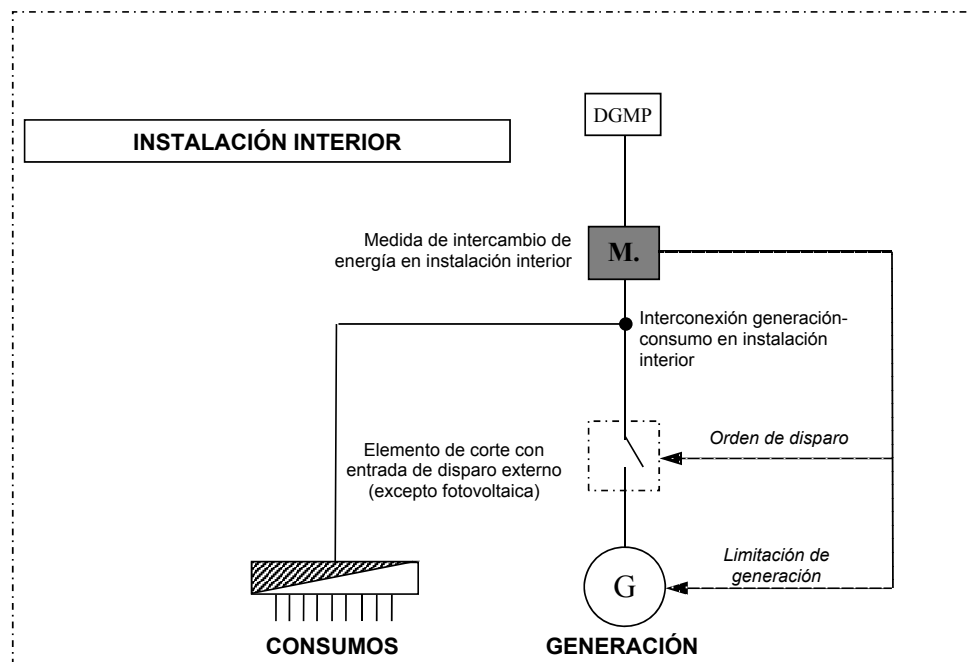 DGMP
INSTALACIÓN INTERIOR
Medida de intercambio de
energía en instalación interior
M.
Interconexión generación-
consumo en instalación
interior
Elemento de corte con
entrada de disparo externo
(excepto fotovoltaica)
Orden de disparo
Limitación de
generación
G
CONSUMOS
GENERACIÓN